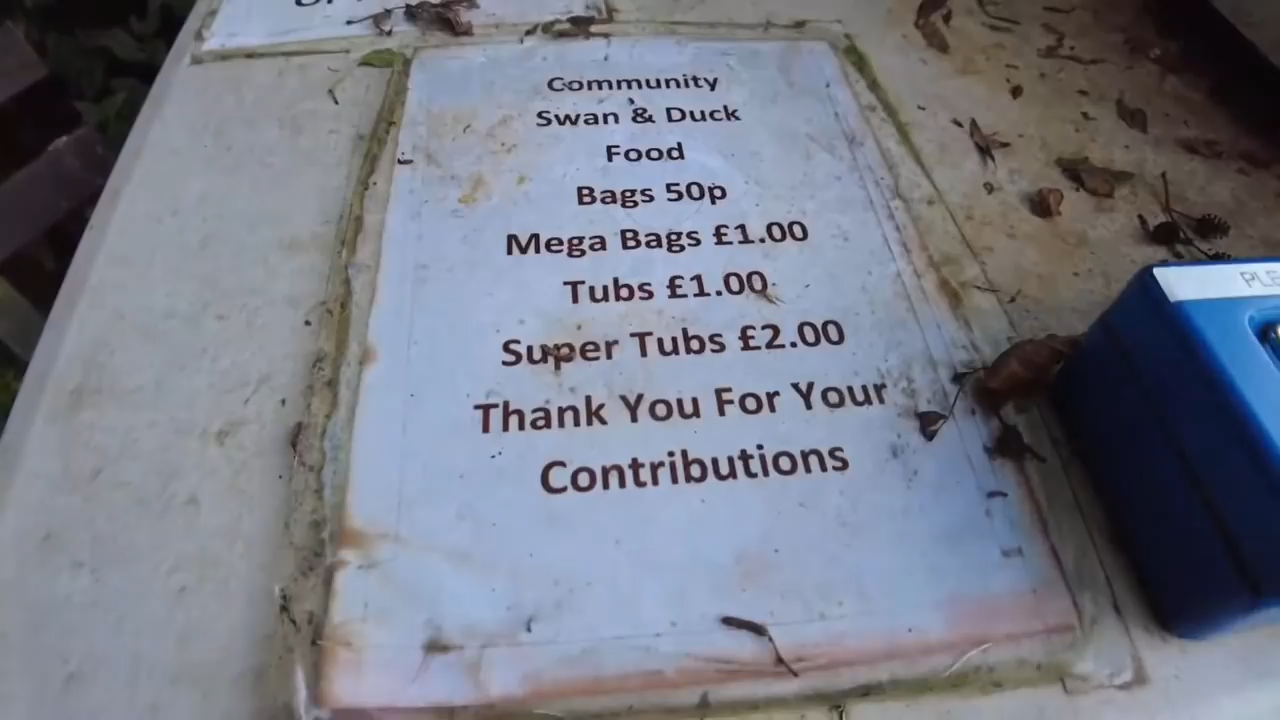 Community
Swan & Duck
Food
Bags 50p
Mega Bags £1.00
Tubs £1.00
Super Tubs £2.00
Thank You For Your
Contributions